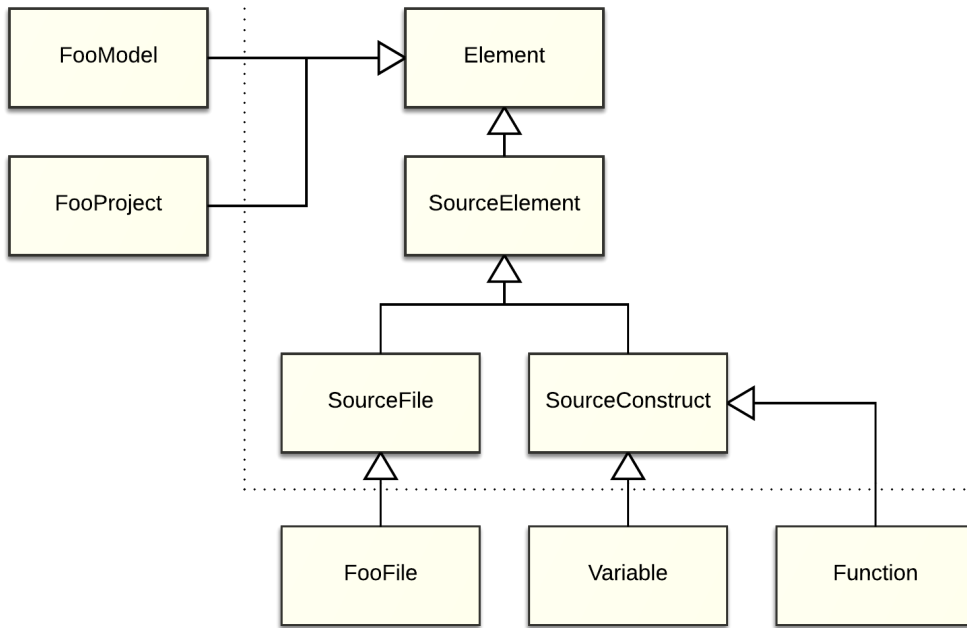 FooModel
Element
FooProject
SourceElement
SourceFile
SourceConstruct
FooFile
Variable
Function